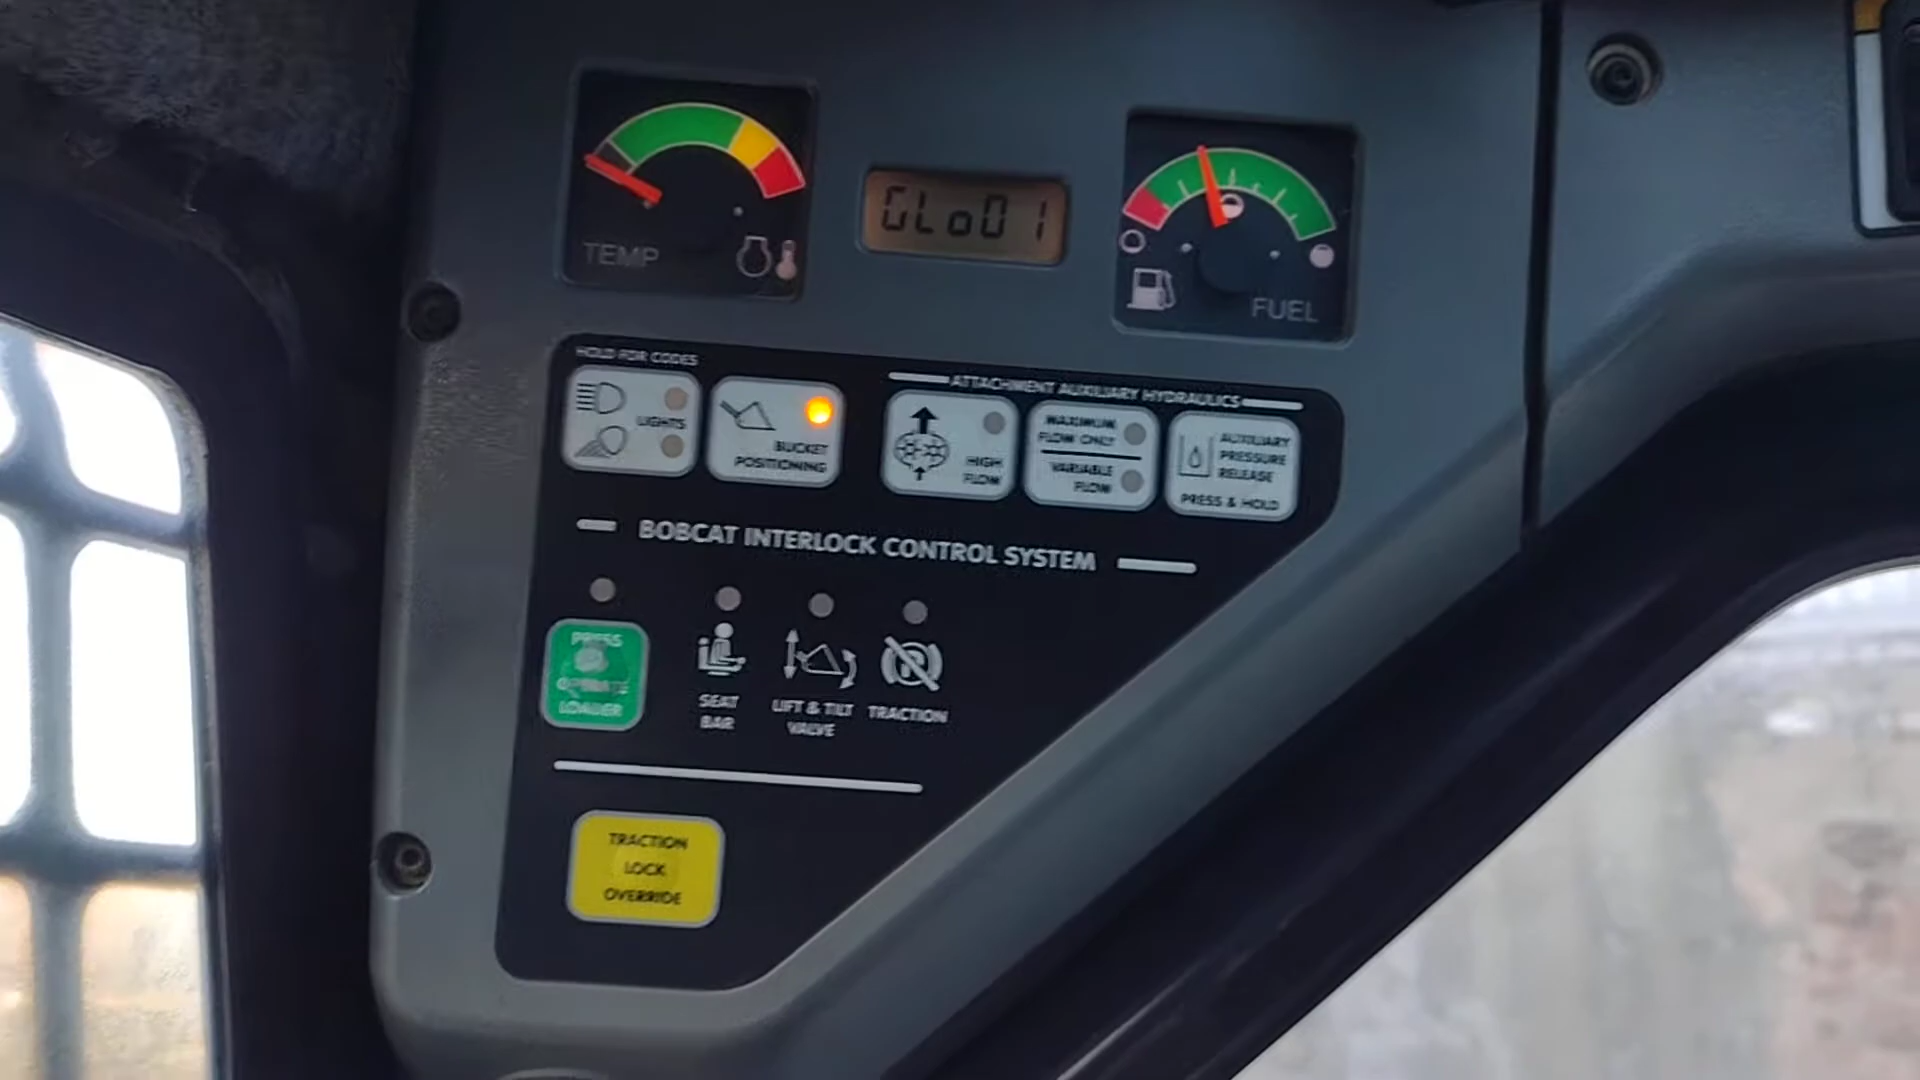 TEMP
GLo01
FUEL
HOLD FOR CODES
LIGHTS
BUCKET
POSITIONING
ATTACHMENT AUXILIARY HYDRAULICS
HIGH
FLOW
MAXIMUM
FLOW ONLY
VARIABLE
FLOW
AUXILIARY
PRESSURE
RELEASE
PRESS & HOLD
BOBCAT INTERLOCK CONTROL SYSTEM
PRESS
OPERATE
LOADER
SEAT
BAR
LIFT & TILT
VALVE
TRACTION
TRACTION
LOCK
OVERRIDE